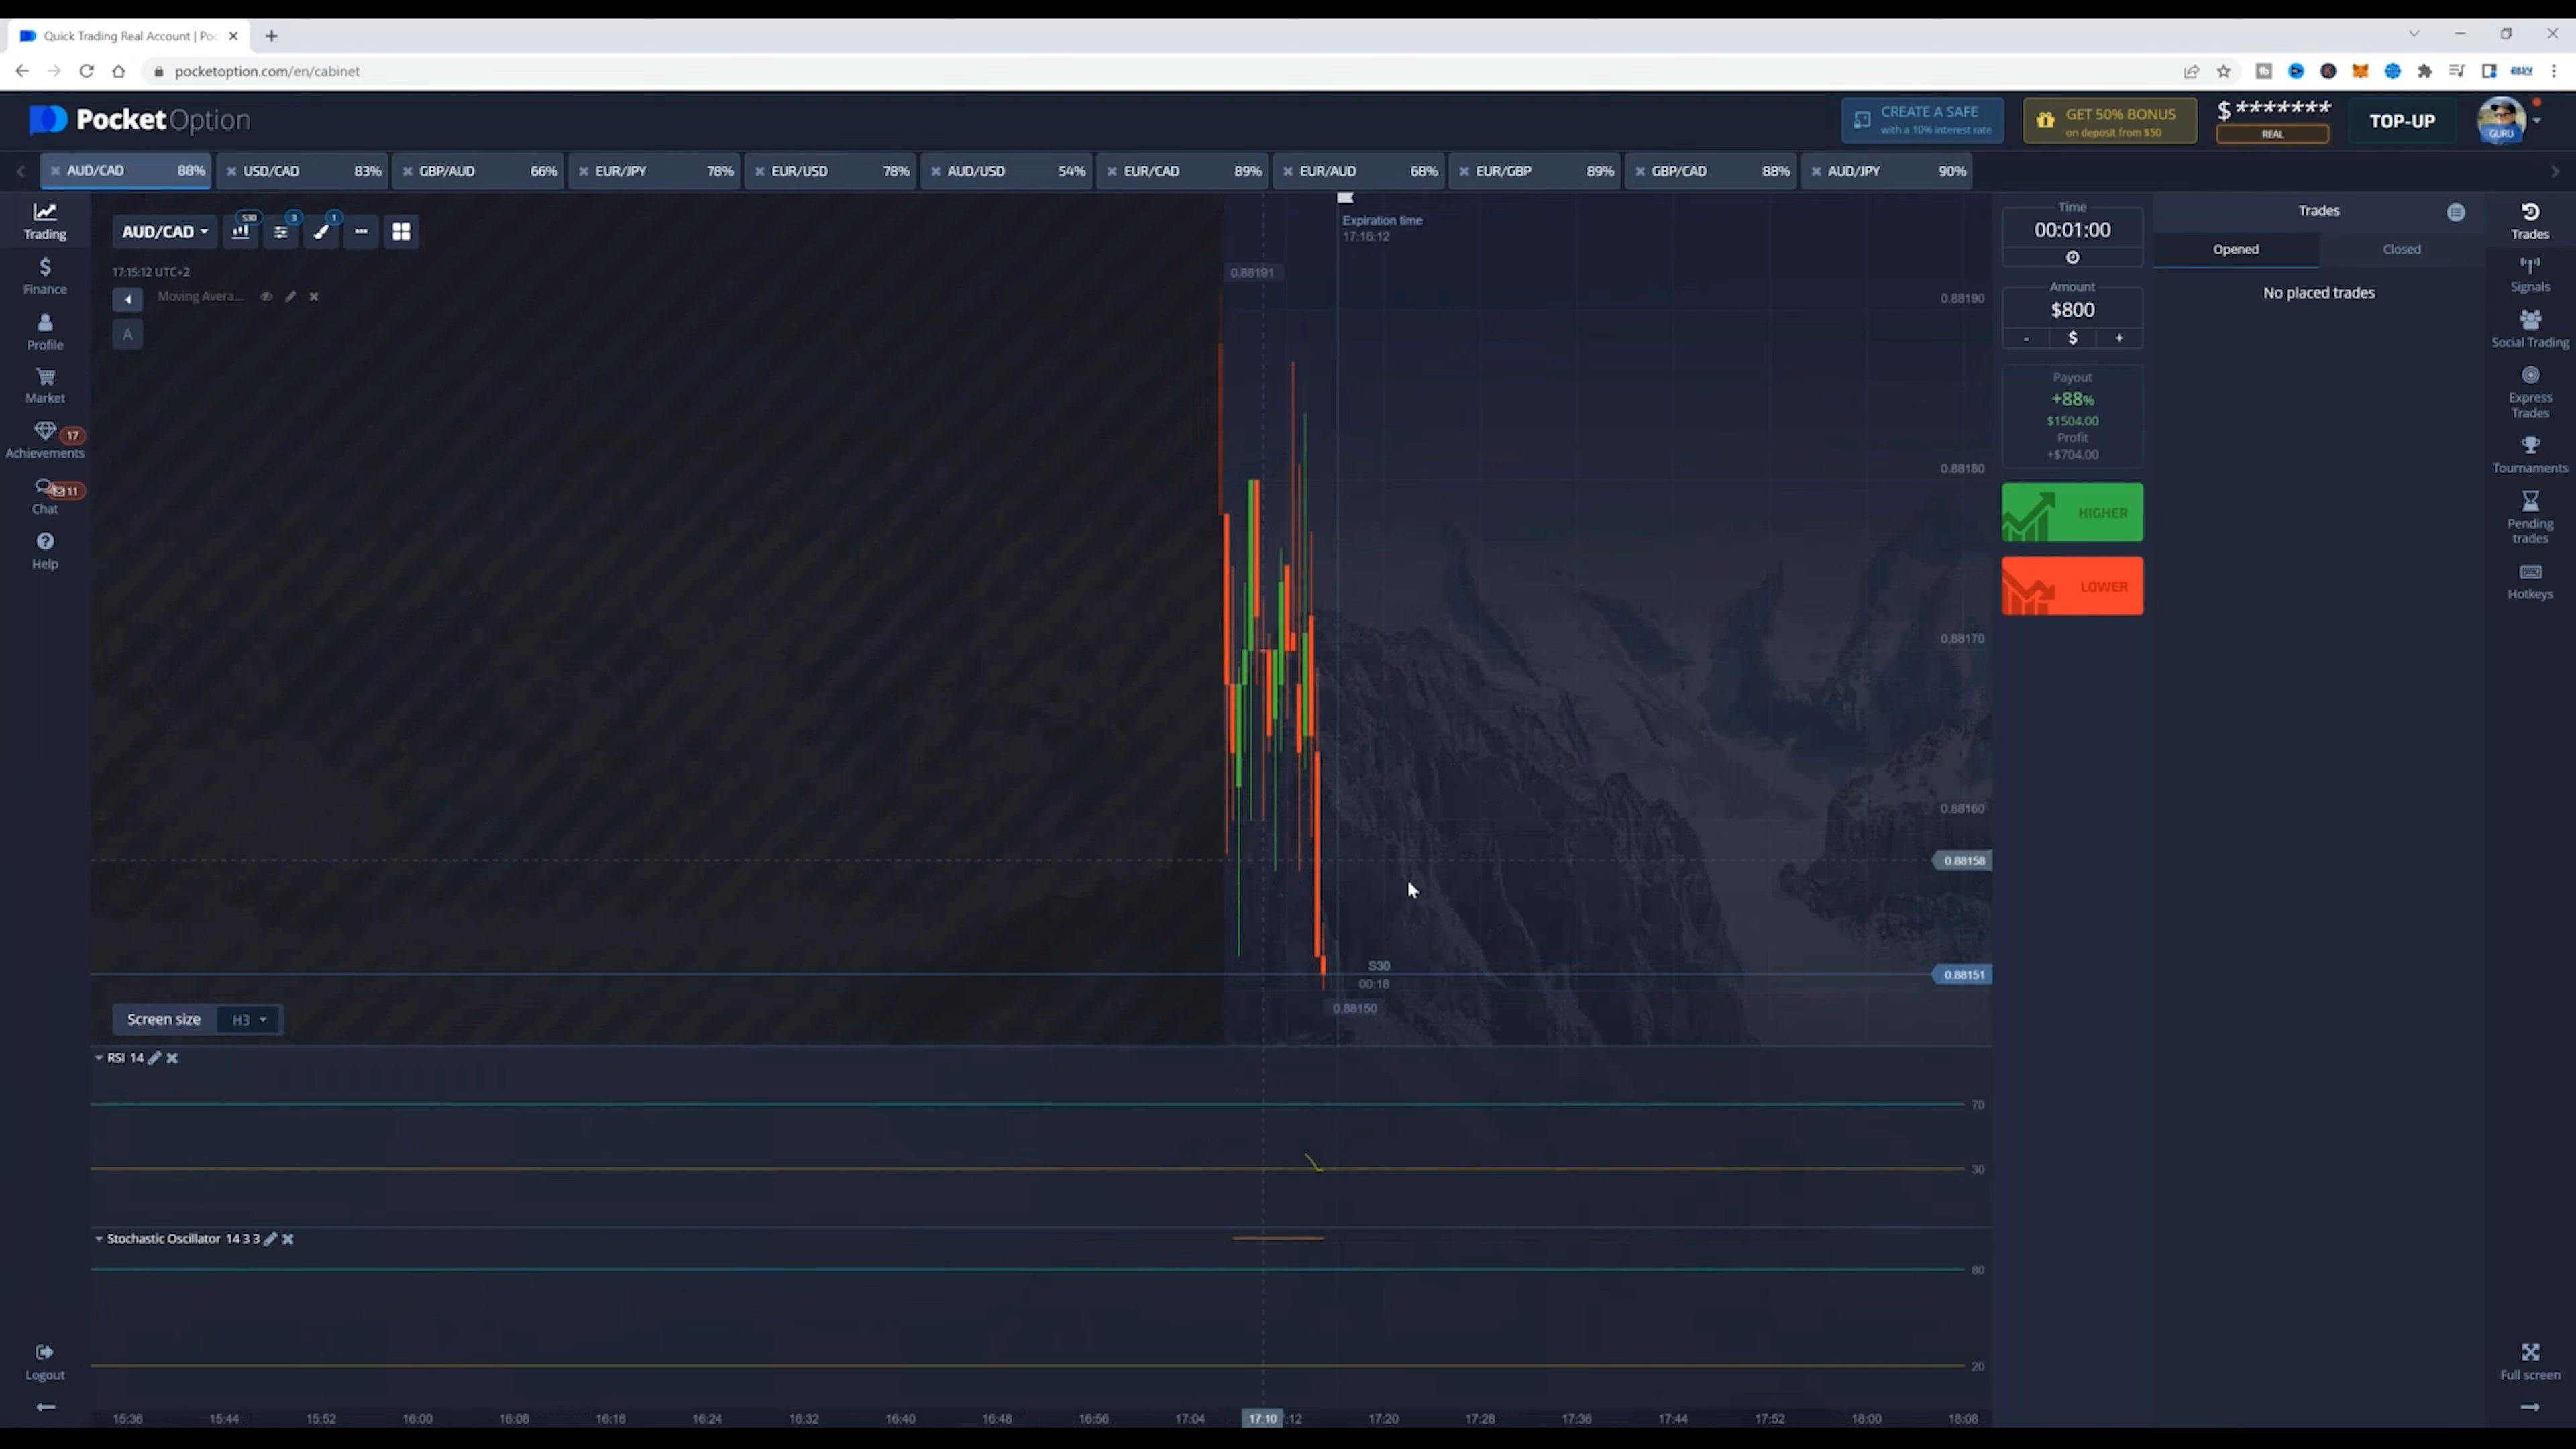 Quick Trading Real Account | Poc
pocketoption.com/en/cabinet
PocketOption
CREATE A SAFE
with a 10% interest rate
GET 50% BONUS
on deposit from $50
$*******
REAL
TOP-UP
GURU
AUD/CAD 88%
USD/CAD 83%
GBP/AUD 66%
EUR/JPY 78%
EUR/USD 78%
AUD/USD 54%
EUR/CAD 89%
EUR/AUD 68%
EUR/GBP 89%
GBP/CAD 88%
AUD/JPY 90%
Trading
Finance
Profile
Market
17
Achievements
11
Chat
Help
Logout
AUD/CAD
S30
3
1
17:15:12 UTC+2
Moving Avera...
A
Expiration time
17:16:12
0.88191
0.88190
0.88180
0.88170
0.88160
0.88158
0.88151
S30
00:18
0.88150
Screen size H3
RSI 14
70
30
Stochastic Oscillator 14 3 3
80
20
15:36 15:44 15:52 16:00 16:08 16:16 16:24 16:32 16:40 16:48 16:56 17:04 17:10 :12 17:20 17:28 17:36 17:44 17:52 18:00 18:08
Time
00:01:00
Amount
$800
- $ +
Payout
+88%
$1504.00
Profit
+$704.00
HIGHER
LOWER
Trades
Opened Closed
No placed trades
Trades
Signals
Social Trading
Express
Trades
Tournaments
Pending
trades
Hotkeys
Full screen